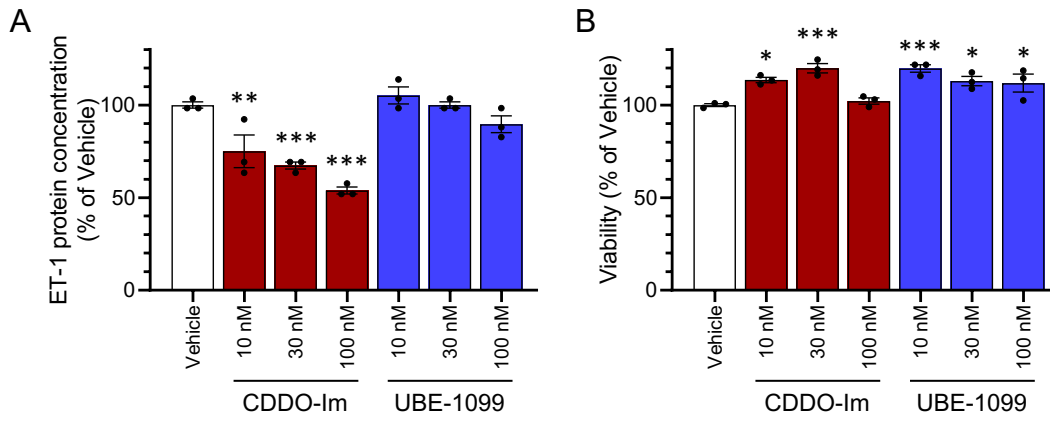 A
ET-1 protein concentration
(% of Vehicle)
100
50
0
**
***
***
Vehicle
10 nM
30 nM
100 nM
10 nM
30 nM
100 nM
CDDO-Im
UBE-1099
B
Viability (% of Vehicle)
100
50
0
*
***
***
*
*
Vehicle
10 nM
30 nM
100 nM
10 nM
30 nM
100 nM
CDDO-Im
UBE-1099